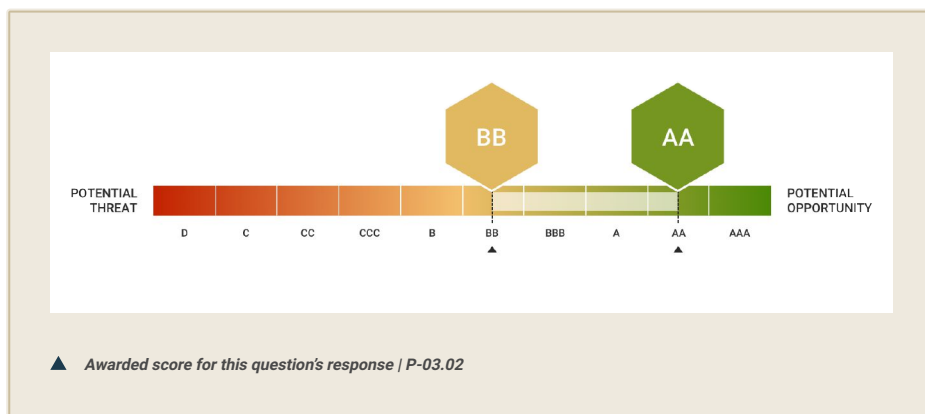 BB
AA
POTENTIAL
THREAT
POTENTIAL
OPPORTUNITY
D C CC CCC B BB BBB A AA AAA
Awarded score for this question's response | P-03.02